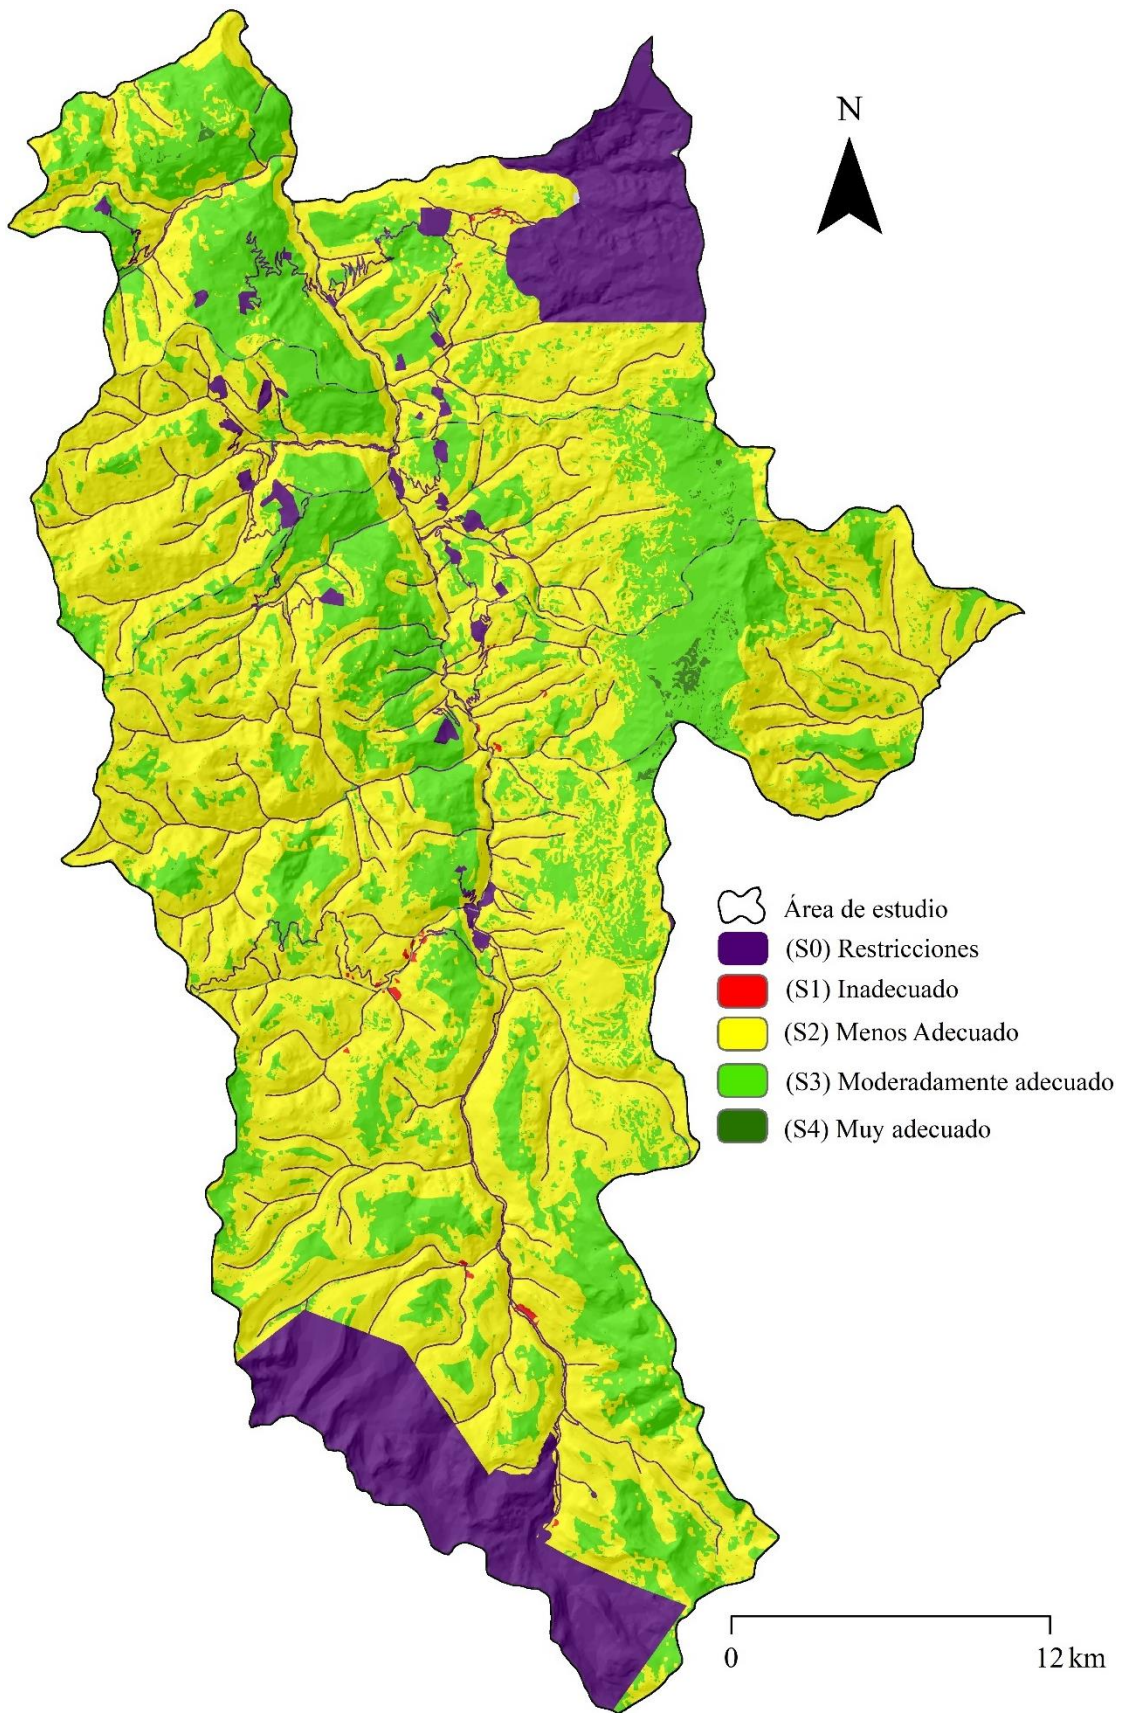 N
Área de estudio
(S0) Restricciones
(S1) Inadecuado
(S2) Menos Adecuado
(S3) Moderadamente adecuado
(S4) Muy adecuado
0 12 km